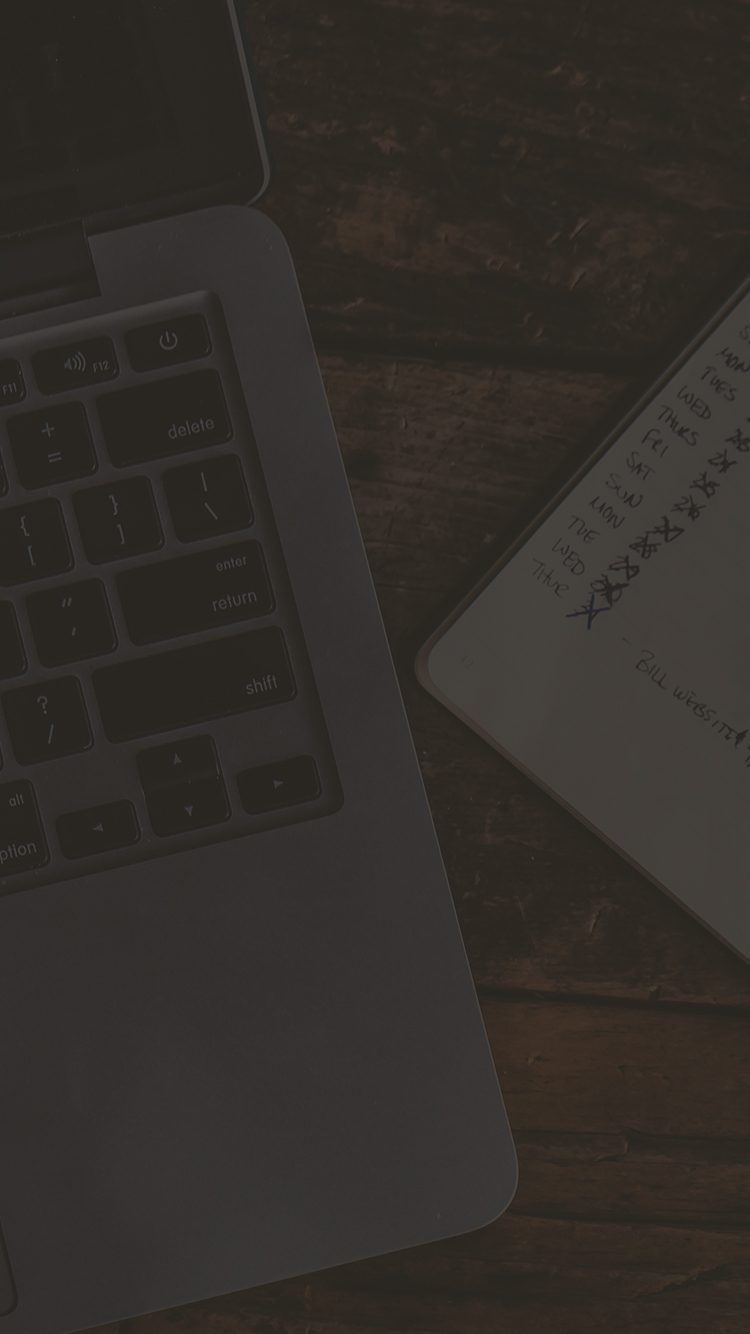 F11
F12
+
=
delete
{
[
}
]
|
\
enter
return
"
'
shift
?
/
alt
MON
TUES
WED
THURS
FRI
SAT
SUN
MON
TUE
WED
THUR
- BILL WEBSITE